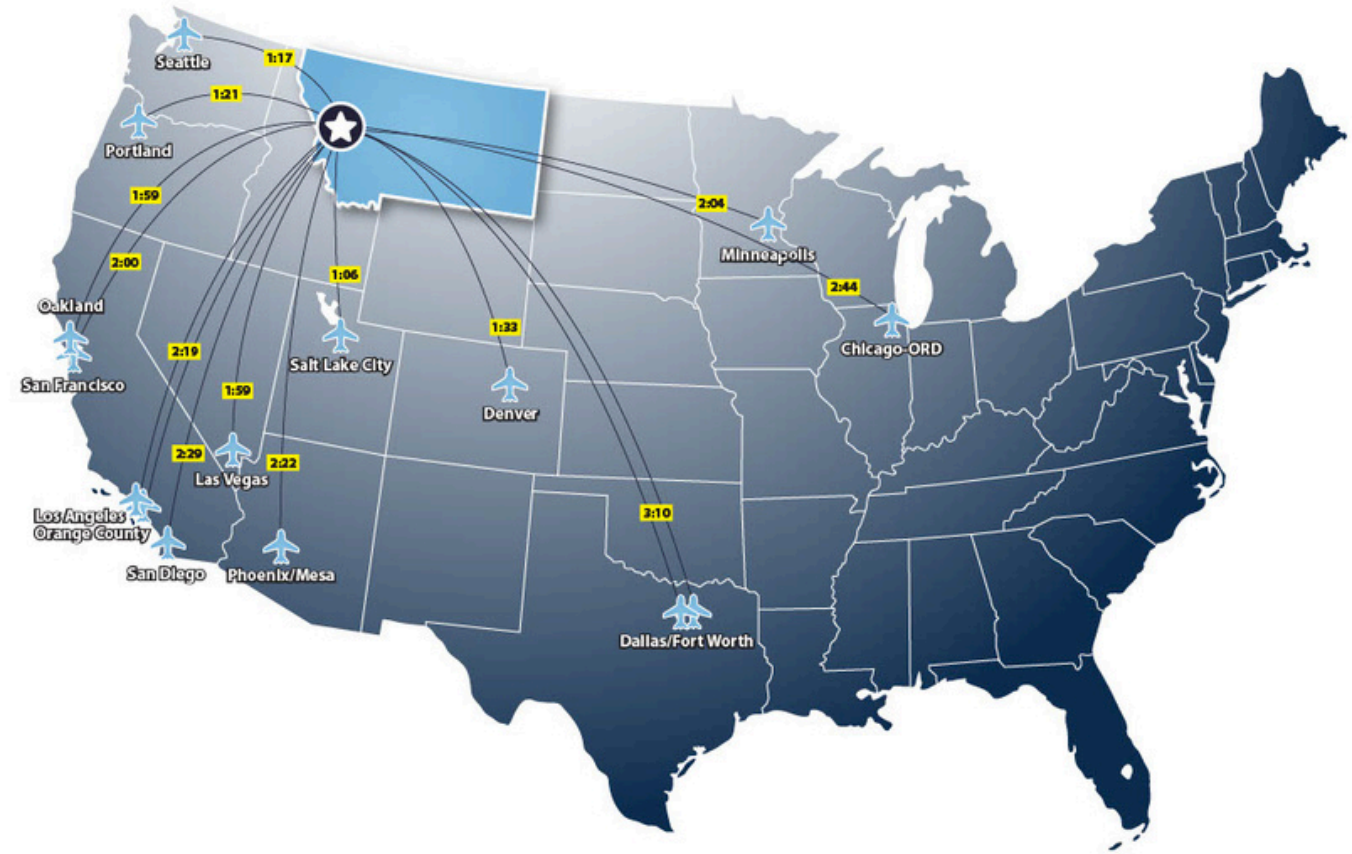 Seattle
1:17
1:21
Portland
1:59
2:04
Minneapolis
2:00
1:06
2:44
Oakland
1:33
Chicago-ORD
2:19
Salt Lake City
San Francisco
1:59
Denver
2:29
2:22
Las Vegas
3:10
Los Angeles
Orange County
San Diego
Phoenix/Mesa
Dallas/Fort Worth